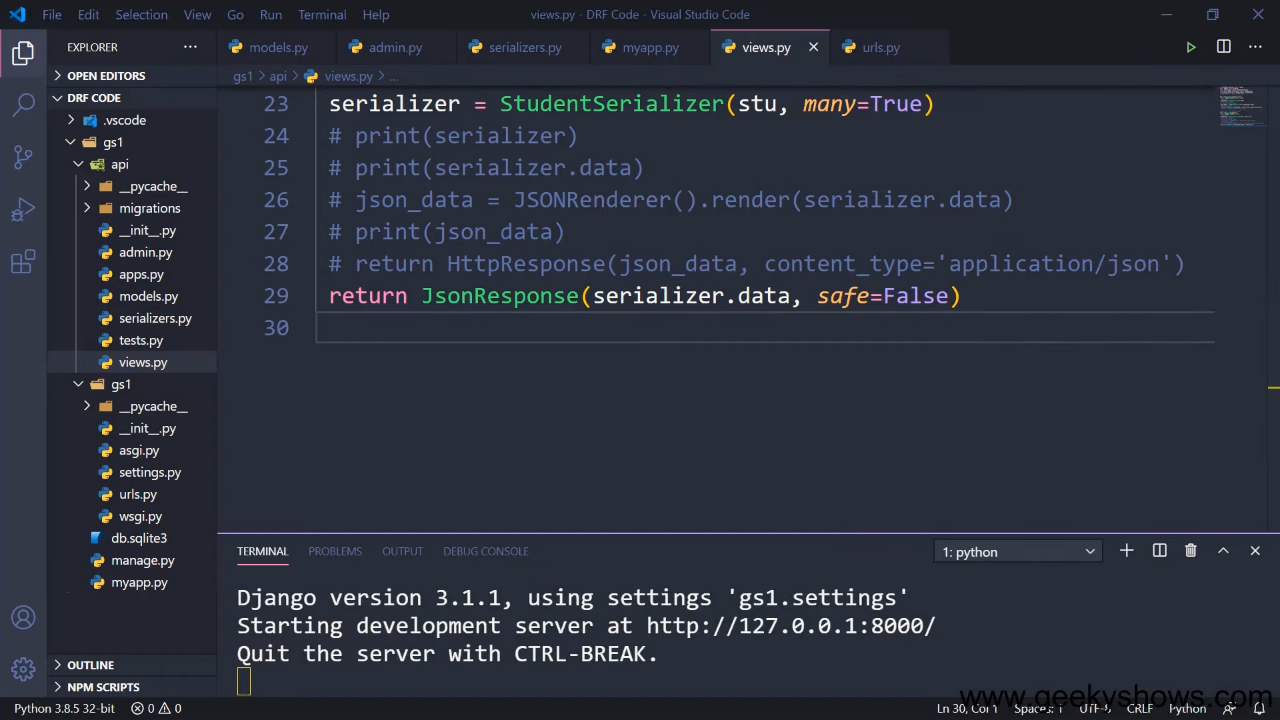 File Edit Selection View Go Run Terminal Help views.py - DRF Code - Visual Studio Code
EXPLORER
models.py admin.py serializers.py myapp.py views.py urls.py
OPEN EDITORS
gs1 > api > views.py > ...
DRF CODE
.vscode
gs1
api
__pycache__
migrations
__init__.py
admin.py
apps.py
models.py
serializers.py
tests.py
views.py
gs1
__pycache__
__init__.py
asgi.py
settings.py
urls.py
wsgi.py
db.sqlite3
manage.py
myapp.py
OUTLINE
NPM SCRIPTS
23 serializer = StudentSerializer(stu, many=True)
24 # print(serializer)
25 # print(serializer.data)
26 # json_data = JSONRenderer().render(serializer.data)
27 # print(json_data)
28 # return HttpResponse(json_data, content_type='application/json')
29 return JsonResponse(serializer.data, safe=False)
30
TERMINAL PROBLEMS OUTPUT DEBUG CONSOLE 1: python
Django version 3.1.1, using settings 'gs1.settings'
Starting development server at http://127.0.0.1:8000/
Quit the server with CTRL-BREAK.
www.geekyshows.com
Python 3.8.5 32-bit 0 0 Ln 30, Col 1 Spaces: UTF-8 CRLF Python